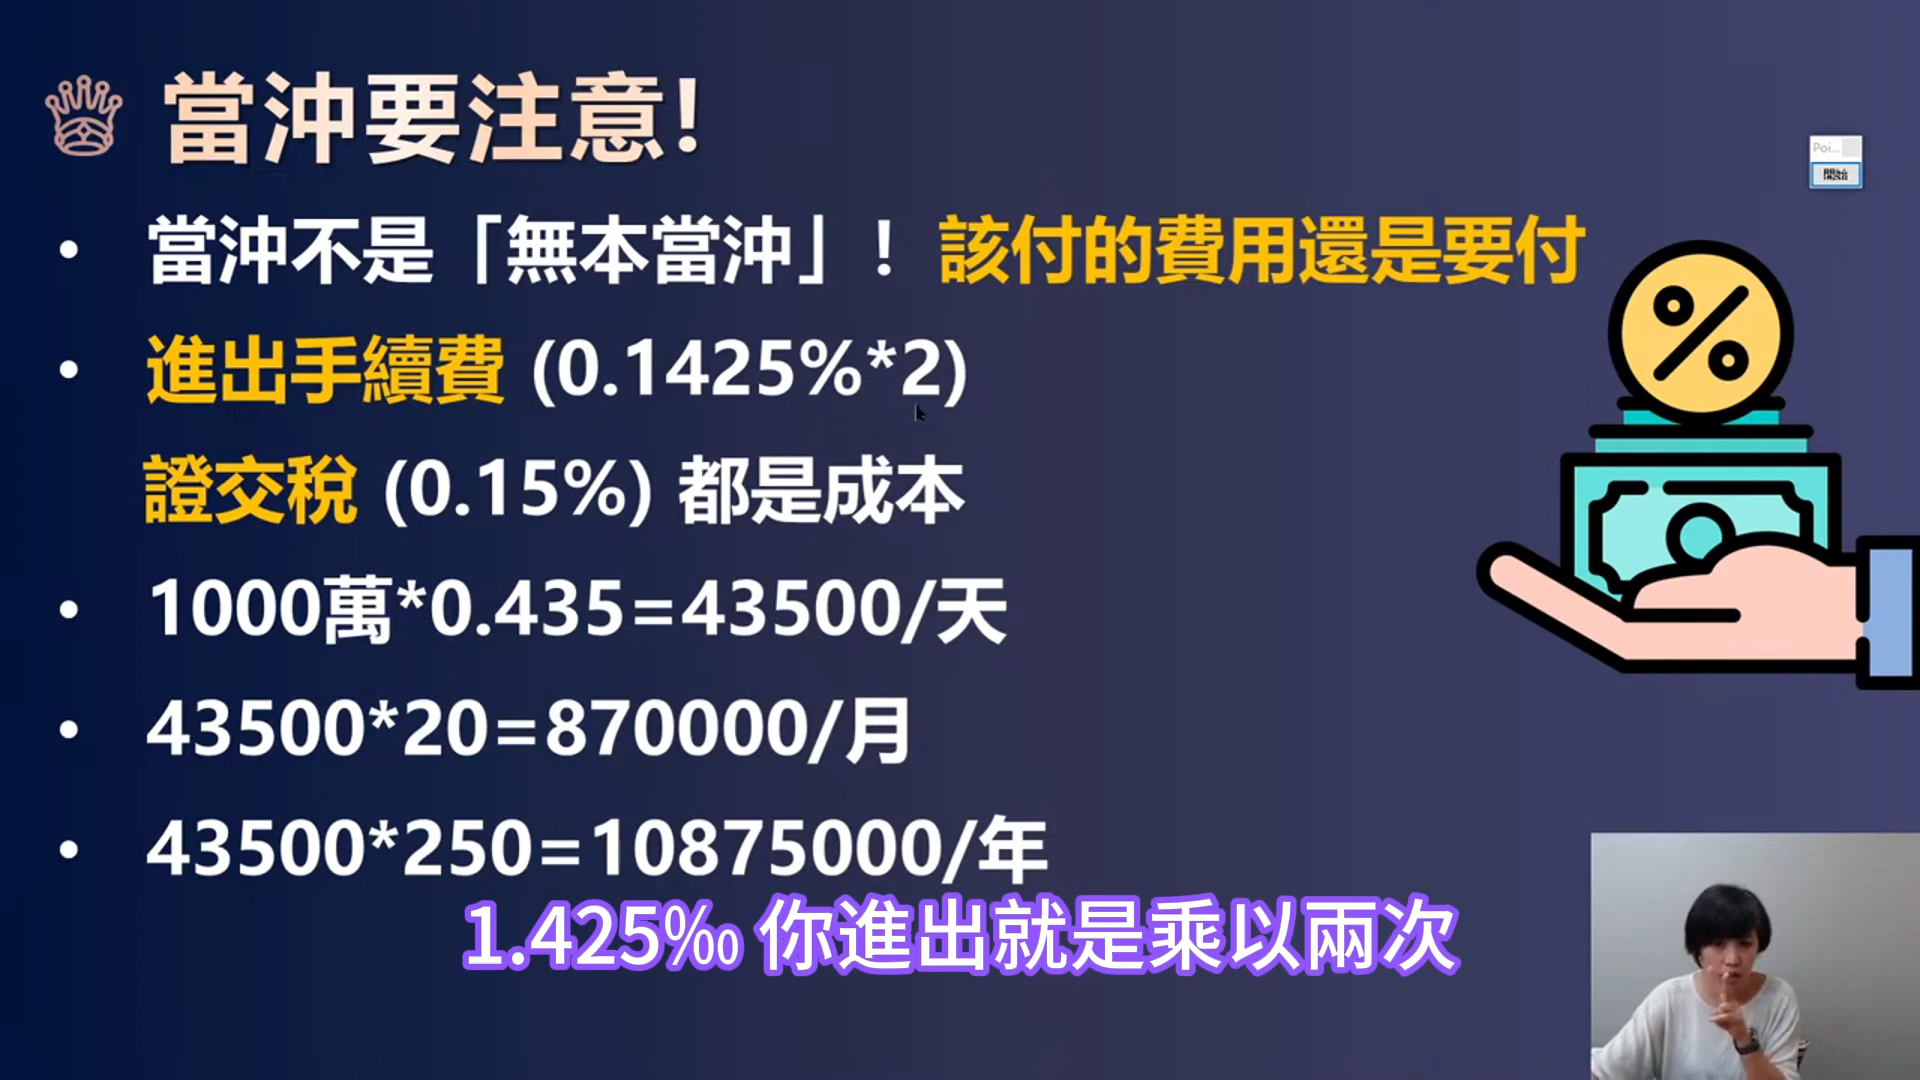 當沖要注意!
當沖不是「無本當沖」！該付的費用還是要付
進出手續費 (0.1425%*2)
證交稅 (0.15%) 都是成本
1000萬*0.435=43500/天
43500*20=870000/月
43500*250=10875000/年
1.425‰ 你進出就是乘以兩次
Poi...
開始